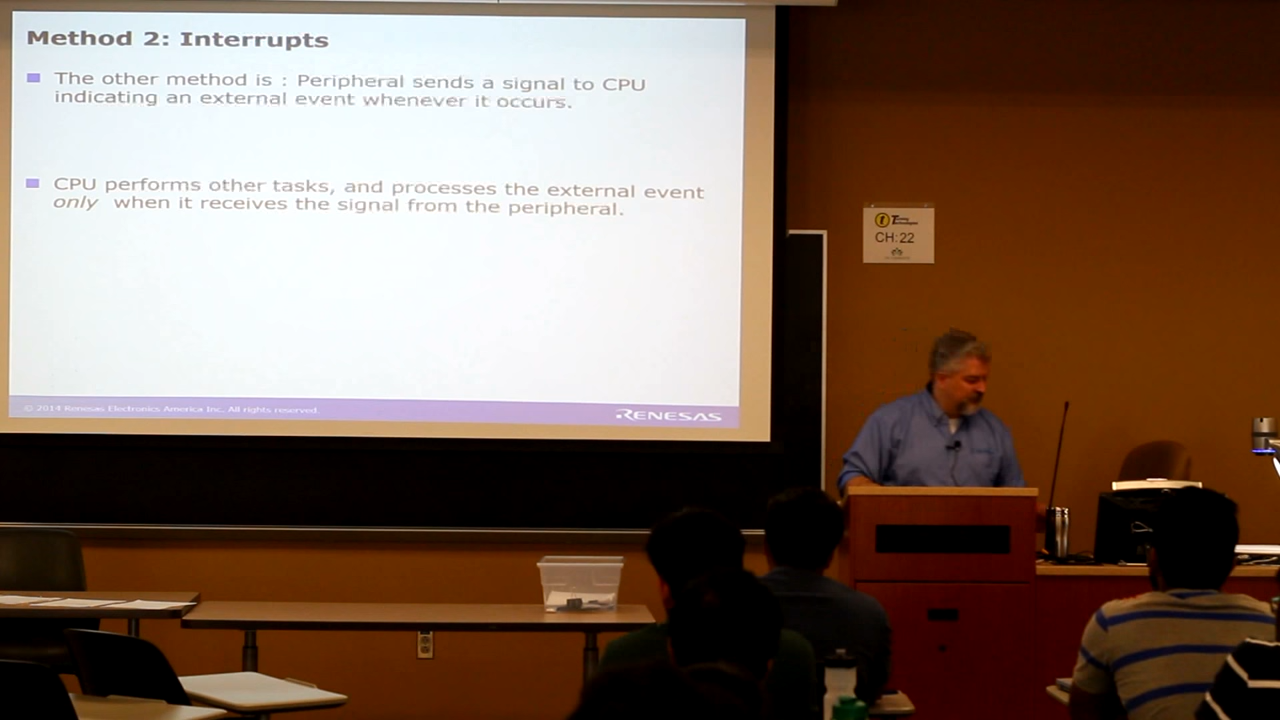 Method 2: Interrupts
The other method is : Peripheral sends a signal to CPU
indicating an external event whenever it occurs.
CPU performs other tasks, and processes the external event
only when it receives the signal from the peripheral.
© 2014 Renesas Electronics America Inc. All rights reserved.
RENESAS
CH:22